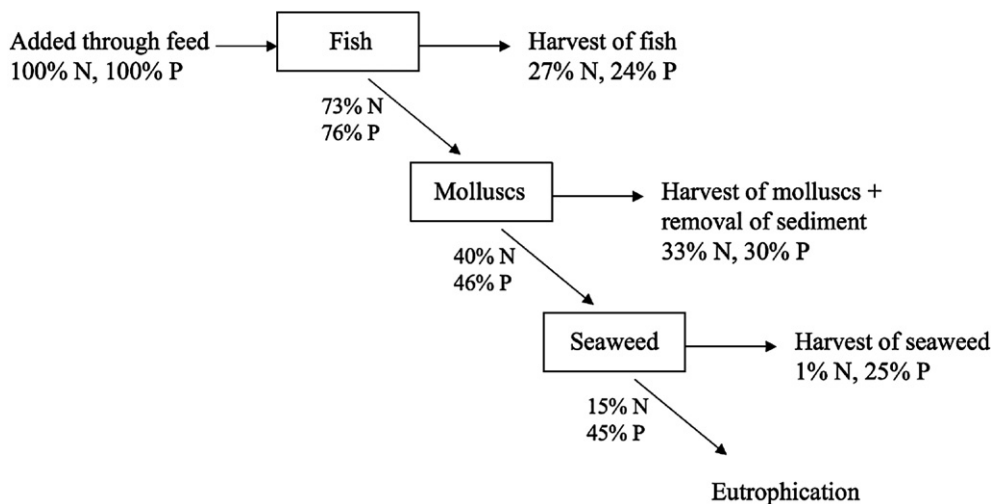 Added through feed
100% N, 100% P
Fish
Harvest of fish
27% N, 24% P
73% N
76% P
Molluscs
Harvest of molluscs +
removal of sediment
33% N, 30% P
40% N
46% P
Seaweed
Harvest of seaweed
1% N, 25% P
15% N
45% P
Eutrophication